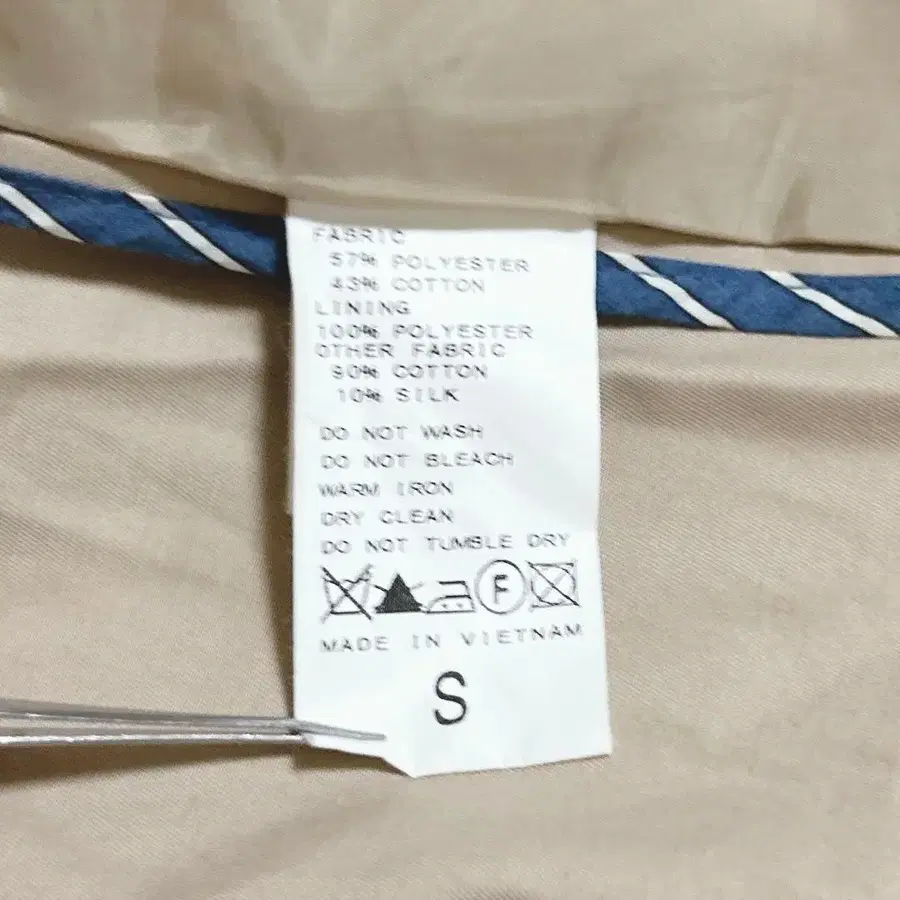 FABRIC
57% POLYESTER
43% COTTON
LINING
100% POLYESTER
OTHER FABRIC
90% COTTON
10% SILK
DO NOT WASH
DO NOT BLEACH
WARM IRON
DRY CLEAN
DO NOT TUMBLE DRY
F
MADE IN VIETNAM
S